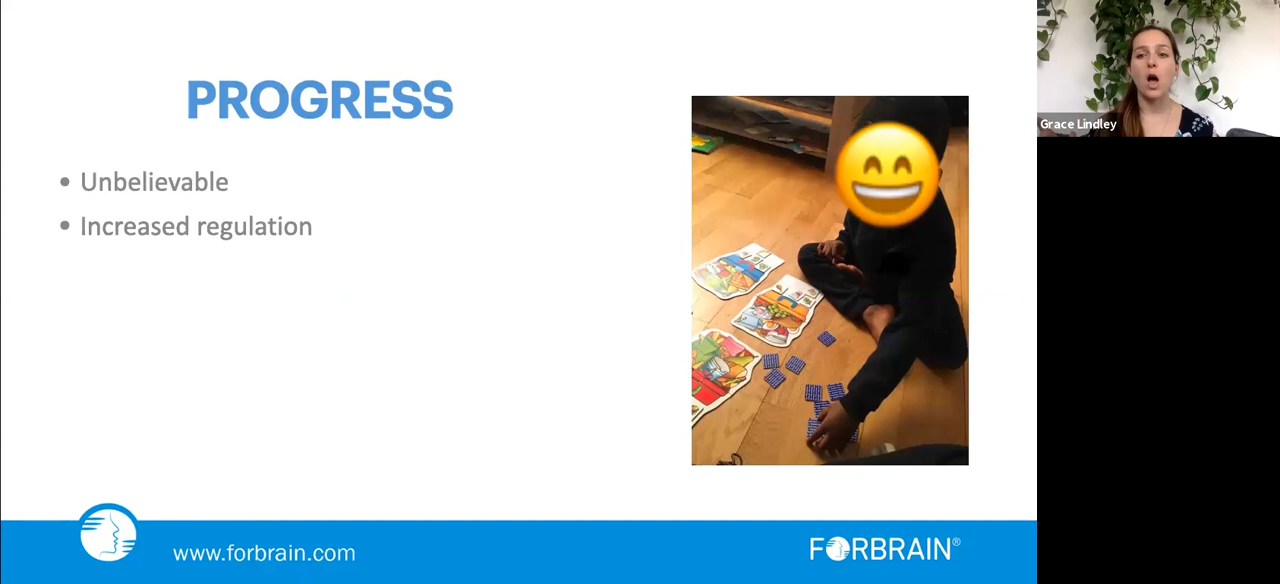 PROGRESS
• Unbelievable
• Increased regulation
www.forbrain.com
FORBRAIN®
Grace Lindley